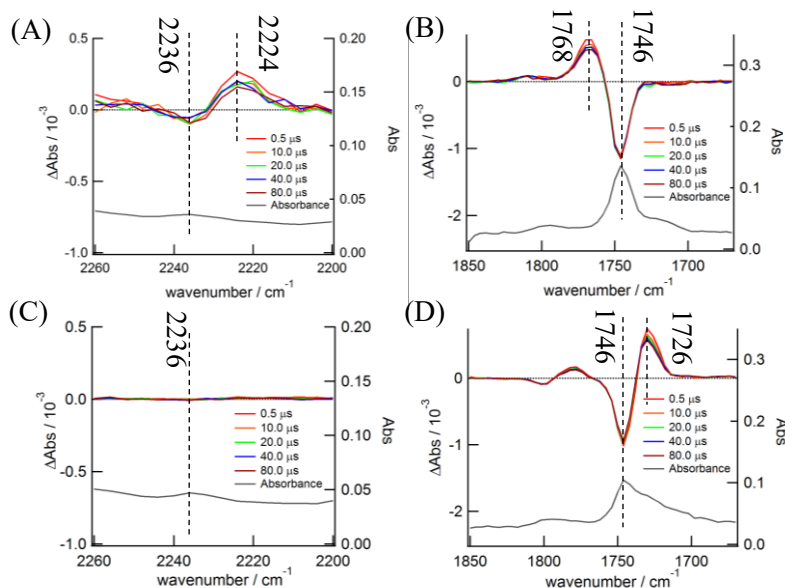 (A)
2236
2224
0.5
0.0
-0.5
-1.0
ΔAbs / 10⁻³
0.20
0.15
0.10
0.05
0.00
Abs
0.5 μs
10.0 μs
20.0 μs
40.0 μs
80.0 μs
Absorbance
2260
2240
2220
2200
wavenumber / cm⁻¹
(B)
1768
1746
0
-1
-2
ΔAbs / 10⁻³
0.3
0.2
0.1
0.0
Abs
0.5 μs
10.0 μs
20.0 μs
40.0 μs
80.0 μs
Absorbance
1850
1800
1750
1700
wavenumber / cm⁻¹
(C)
2236
0.5
0.0
-0.5
-1.0
ΔAbs / 10⁻³
0.20
0.15
0.10
0.05
0.00
Abs
0.5 μs
10.0 μs
20.0 μs
40.0 μs
80.0 μs
Absorbance
2260
2240
2220
2200
wavenumber / cm⁻¹
(D)
1746
1726
0
-1
-2
ΔAbs / 10⁻³
0.3
0.2
0.1
0.0
Abs
0.5 μs
10.0 μs
20.0 μs
40.0 μs
80.0 μs
Absorbance
1850
1800
1750
1700
wavenumber / cm⁻¹